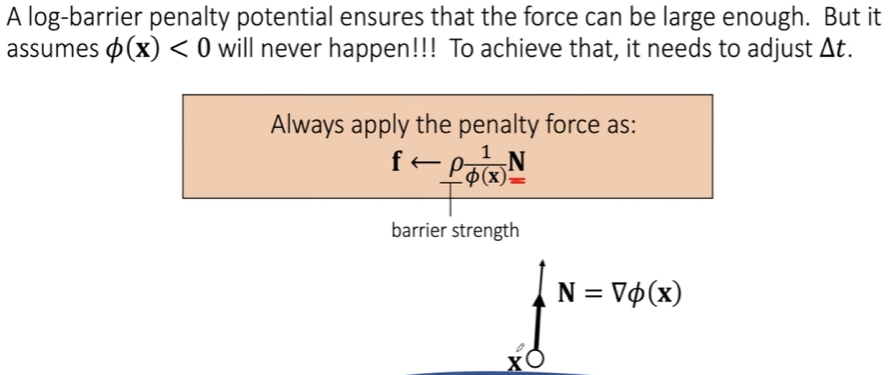 A log-barrier penalty potential ensures that the force can be large enough. But it
assumes ϕ(𝐱) < 0 will never happen!!! To achieve that, it needs to adjust Δt.
Always apply the penalty force as:
𝐟 ← ρ 1/ϕ(𝐱) 𝐍
barrier strength
𝐍 = ∇ϕ(𝐱)
𝐱